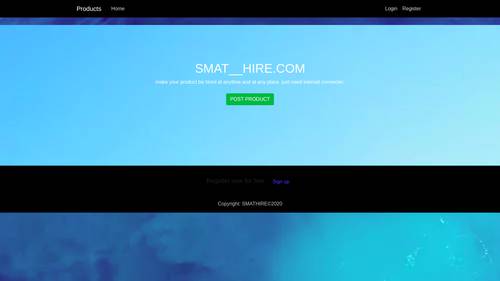 Products Home Login Register
SMAT__HIRE.COM
make your product be hired at anytime and at any place. just need internet connecton.
POST PRODUCT
Register now for free Sign up
Copyright: SMATHIRE©2020